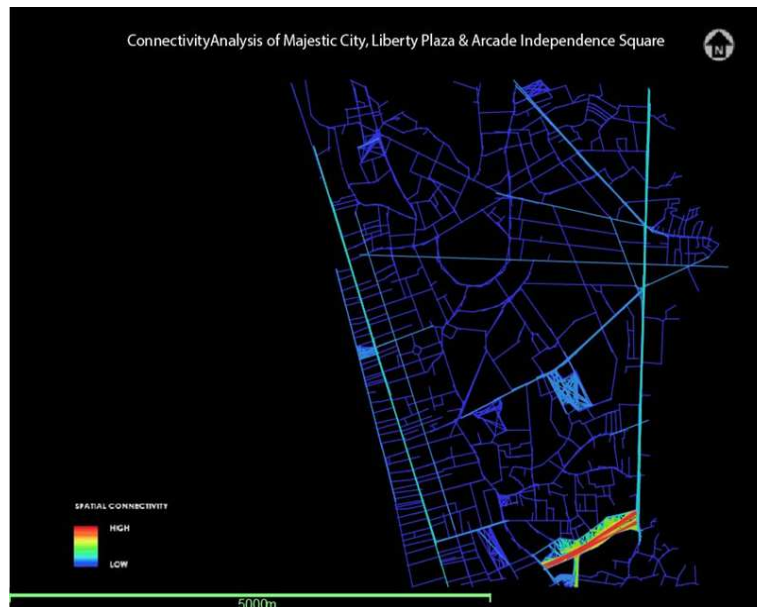 ConnectivityAnalysis of Majestic City, Liberty Plaza & Arcade Independence Square
N
SPATIAL CONNECTIVITY
HIGH
LOW
5000m